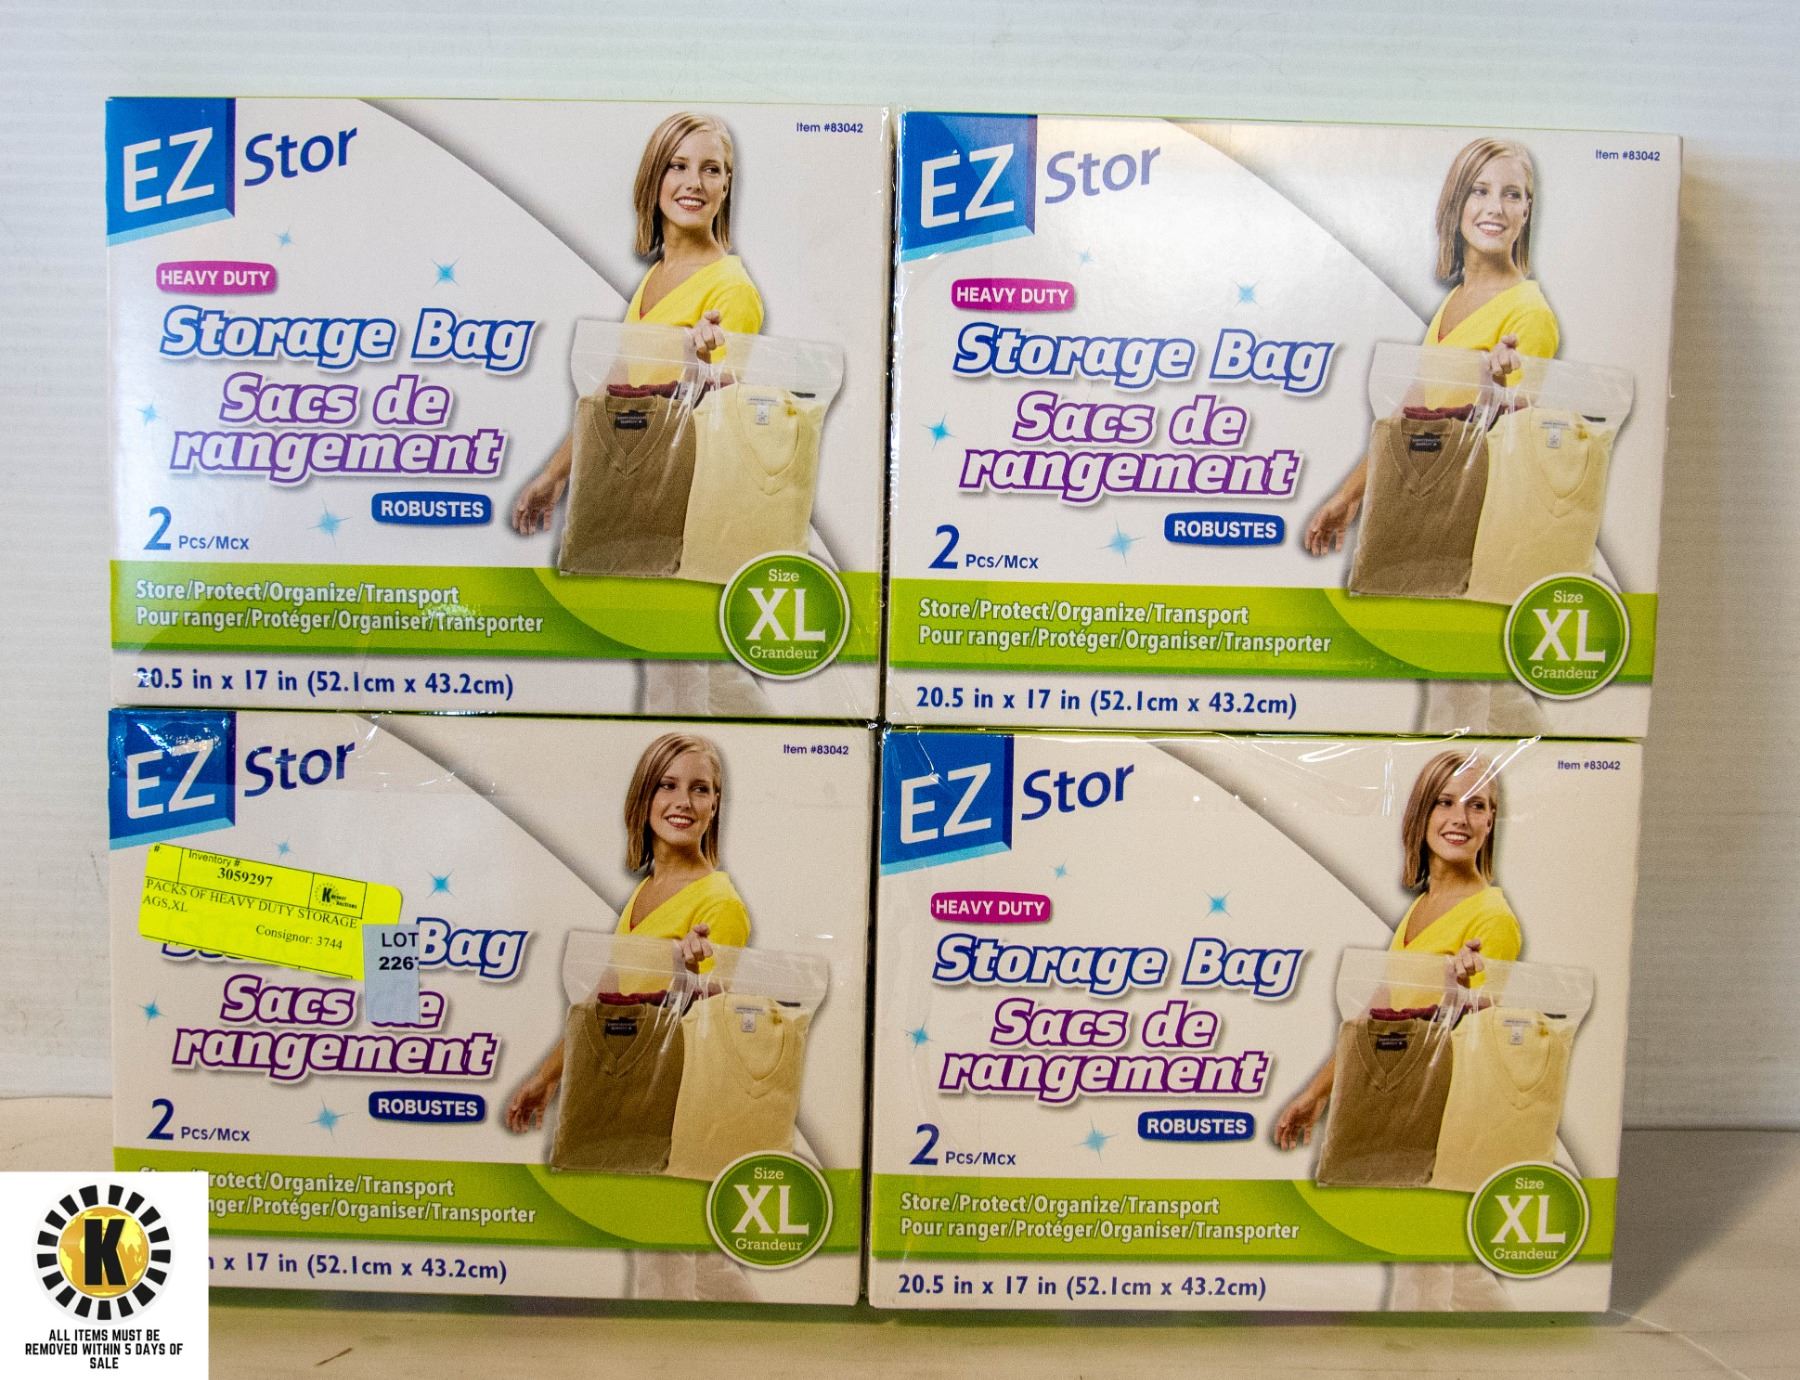 EZ Stor
Item #83042
HEAVY DUTY
Storage Bag
Sacs de
rangement
ROBUSTES
2 Pcs/Mcx
Store/Protect/Organize/Transport
Pour ranger/Protéger/Organiser/Transporter
Size
XL
Grandeur
20.5 in x 17 in (52.1cm x 43.2cm)
EZ Stor
Item #83042
HEAVY DUTY
Storage Bag
Sacs de
rangement
ROBUSTES
2 Pcs/Mcx
Store/Protect/Organize/Transport
Pour ranger/Protéger/Organiser/Transporter
Size
XL
Grandeur
20.5 in x 17 in (52.1cm x 43.2cm)
EZ Stor
Item #83042
# Inventory #
3059297
PACKS OF HEAVY DUTY STORAGE
AGS,XL
Consignor: 3744
LOT
226
Bag
Sacs de
rangement
ROBUSTES
2 Pcs/Mcx
rotect/Organize/Transport
nger/Protéger/Organiser/Transporter
Size
XL
Grandeur
x 17 in (52.1cm x 43.2cm)
EZ Stor
Item #83042
HEAVY DUTY
Storage Bag
Sacs de
rangement
ROBUSTES
2 Pcs/Mcx
Store/Protect/Organize/Transport
Pour ranger/Protéger/Organiser/Transporter
Size
XL
Grandeur
20.5 in x 17 in (52.1cm x 43.2cm)
K
ALL ITEMS MUST BE
REMOVED WITHIN 5 DAYS OF
SALE